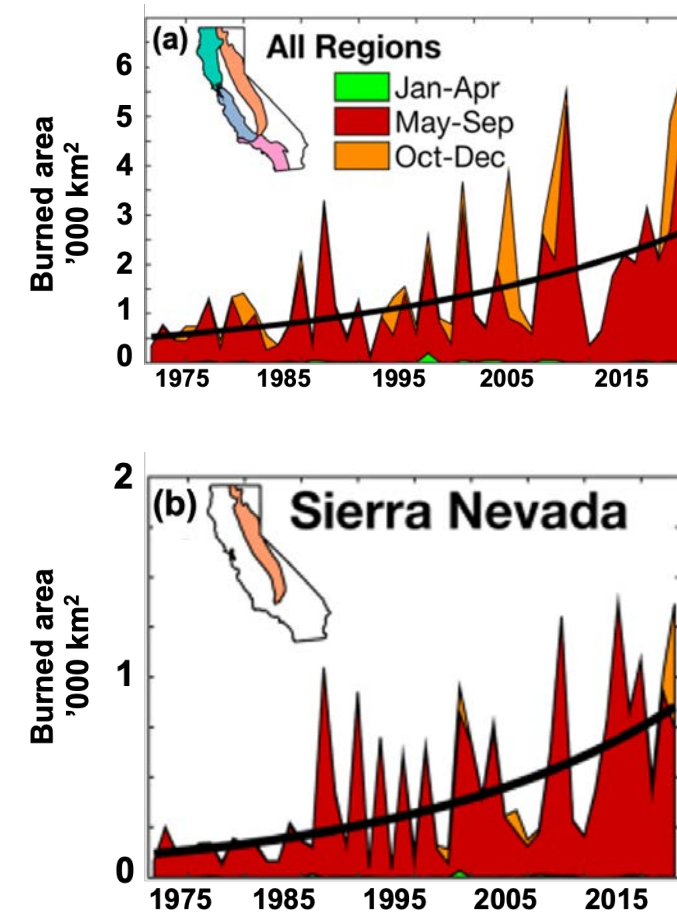 (a) All Regions
Jan-Apr
May-Sep
Oct-Dec
Burned area
'000 km²
6
5
4
3
2
1
0
1975 1985 1995 2005 2015
(b) Sierra Nevada
Burned area
'000 km²
2
1
0
1975 1985 1995 2005 2015